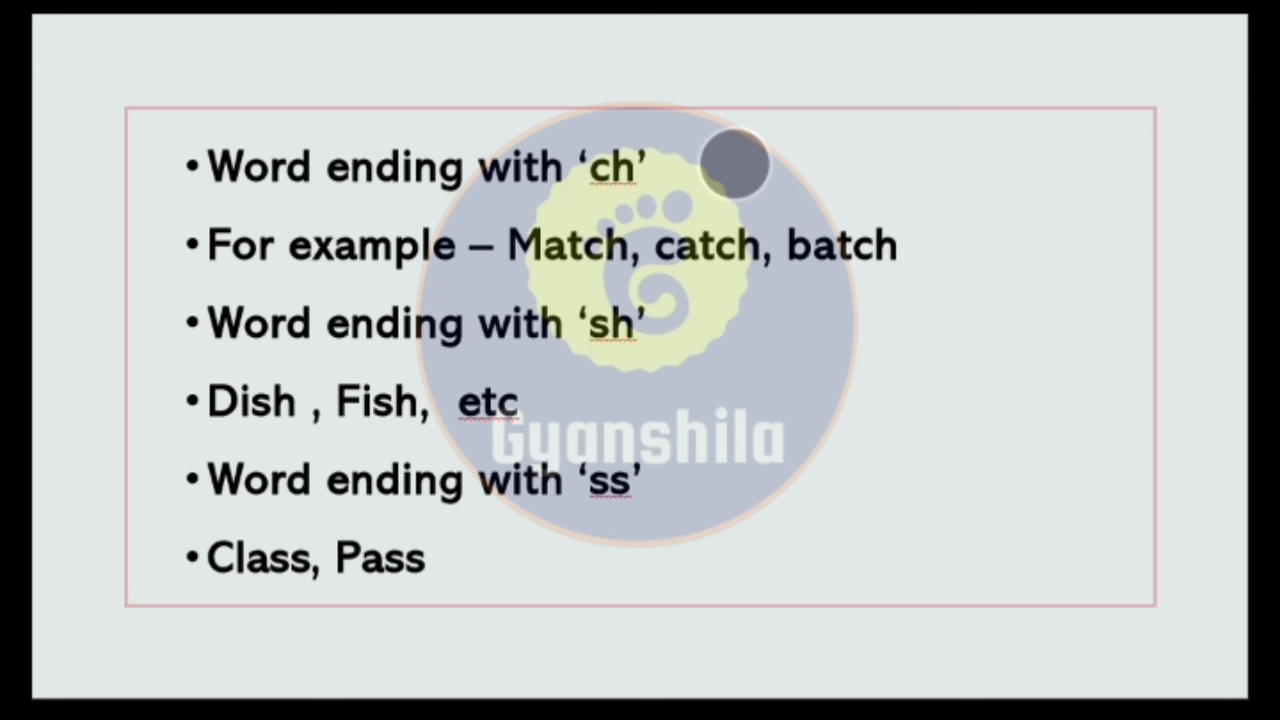 • Word ending with ‘ch’
• For example – Match, catch, batch
• Word ending with ‘sh’
• Dish , Fish, etc
Gyanshila
• Word ending with ‘ss’
• Class, Pass